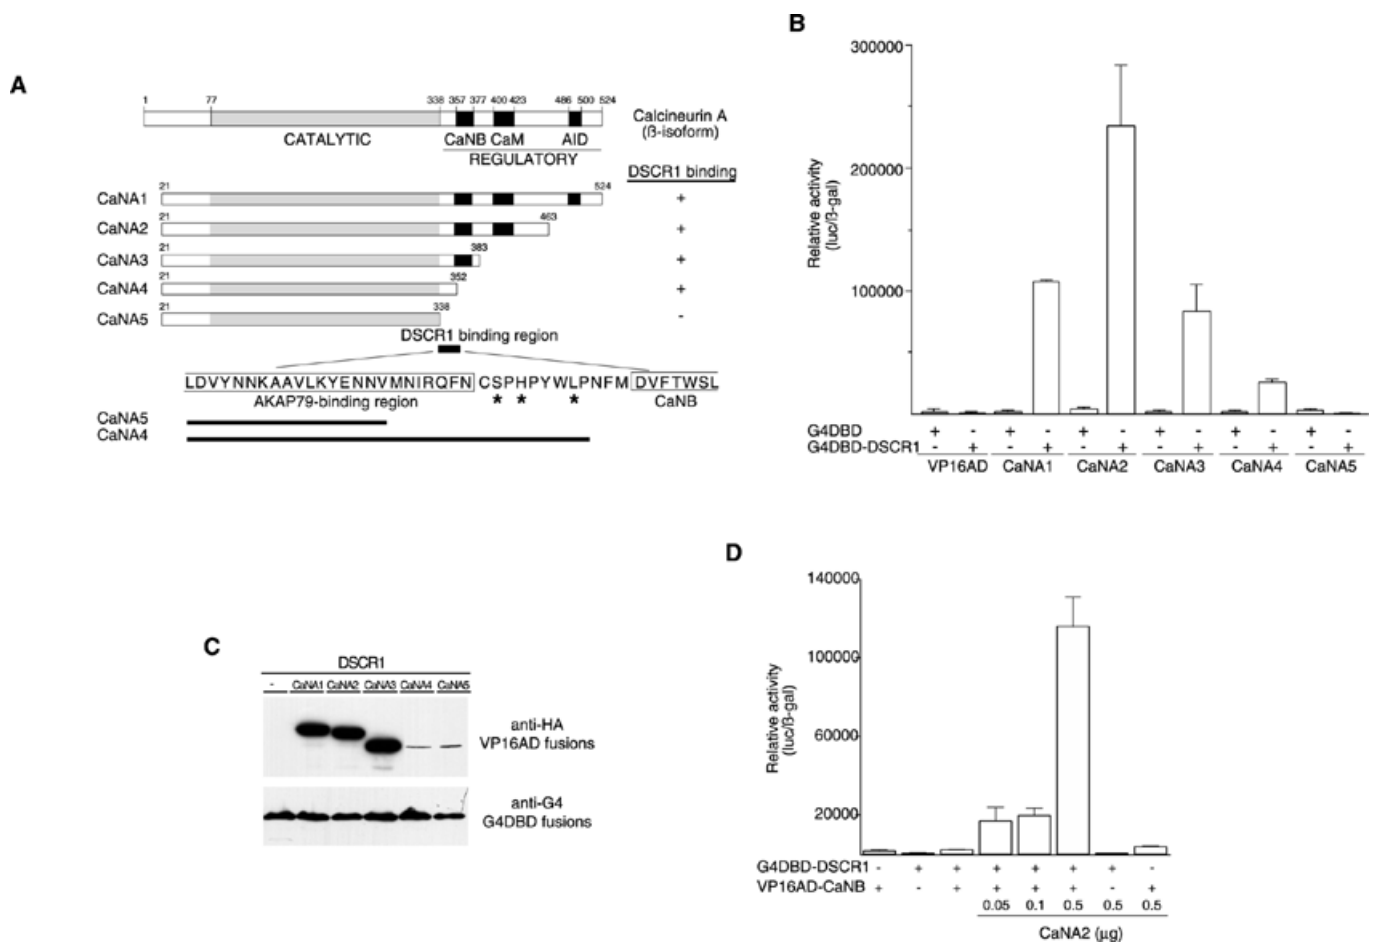 A
1 77 338 357 377 400 423 486 500 524
CATALYTIC
CaNB CaM AID
REGULATORY
Calcineurin A
(ß-isoform)
DSCR1 binding
CaNA1 21 524 +
CaNA2 21 463 +
CaNA3 21 383 +
CaNA4 21 352 +
CaNA5 21 338 -
DSCR1 binding region
LDVYNNKAAVLKYENNVMNIRQFN CSPHPYWLPNFM DVFTWSL
AKAP79-binding region * * * CaNB
CaNA5
CaNA4
B
Relative activity
(luc/ß-gal)
300000
200000
100000
G4DBD + - + - + - + - + - + -
G4DBD-DSCR1 - + - + - + - + - + - +
VP16AD CaNA1 CaNA2 CaNA3 CaNA4 CaNA5
C
DSCR1
- CaNA1 CaNA2 CaNA3 CaNA4 CaNA5
anti-HA
VP16AD fusions
anti-G4
G4DBD fusions
D
Relative activity
(luc/ß-gal)
140000
100000
60000
20000
G4DBD-DSCR1 - + + + + + + -
VP16AD-CaNB + - + + + + - +
0.05 0.1 0.5 0.5 0.5
CaNA2 (µg)